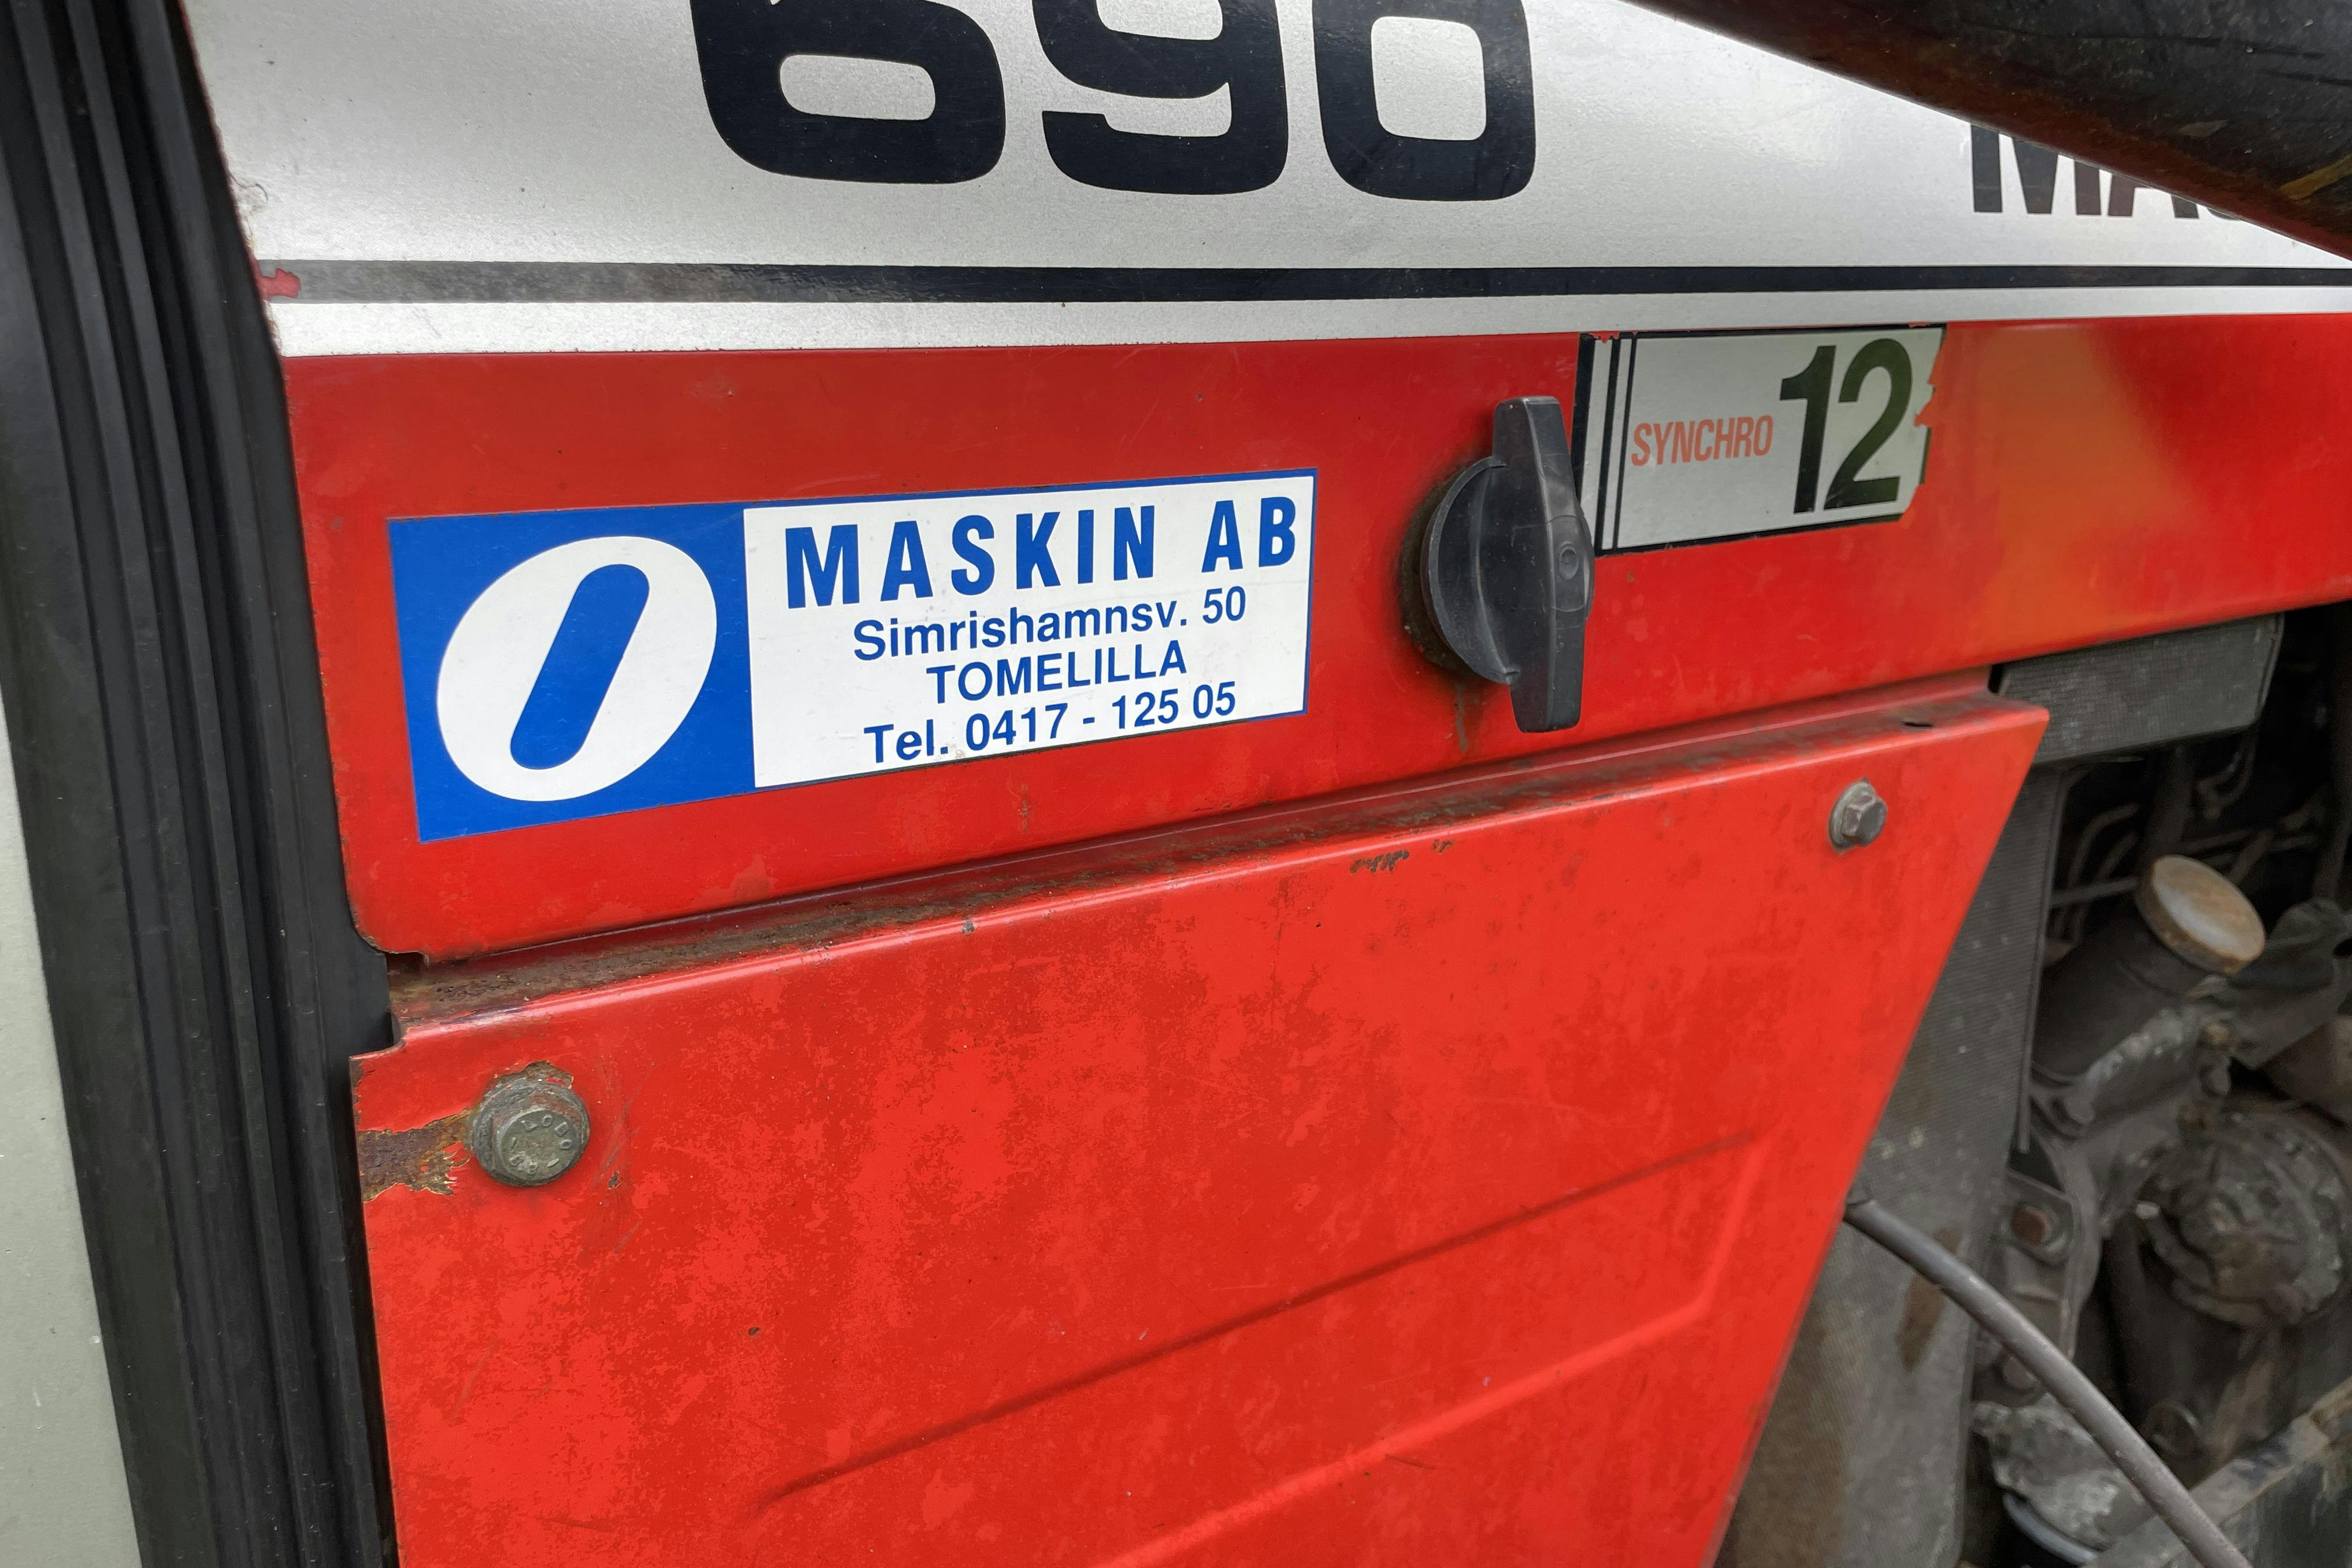 690
SYNCHRO 12
MASKIN AB
Simrishamnsv. 50
TOMELILLA
Tel. 0417 - 125 05